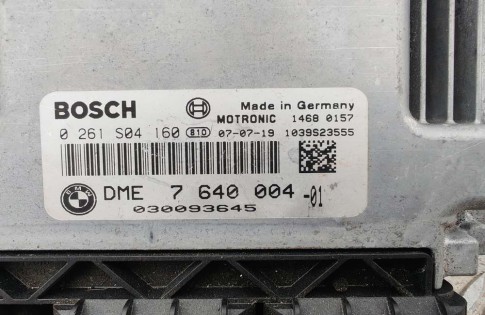 BOSCH Made in Germany
MOTRONIC 1468 0157
0 261 S04 160 810 07-07-19 1039S23555
BMW DME 7 640 004 -01
030093645